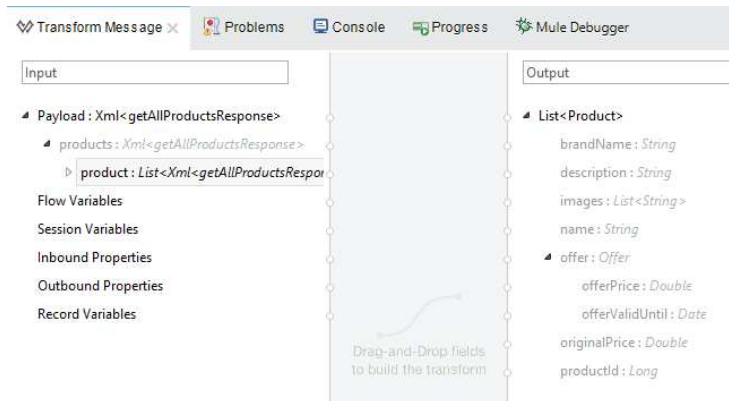 Transform Message
Problems
Console
Progress
Mule Debugger
Input
Output
Payload : Xml<getAllProductsResponse>
products : Xml<getAllProductsResponse>
product : List<Xml<getAllProductsRespon
Flow Variables
Session Variables
Inbound Properties
Outbound Properties
Record Variables
Drag-and-Drop fields
to build the transform
List<Product>
brandName : String
description : String
images : List<String>
name : String
offer : Offer
offerPrice : Double
offerValidUntil : Date
originalPrice : Double
productId : Long